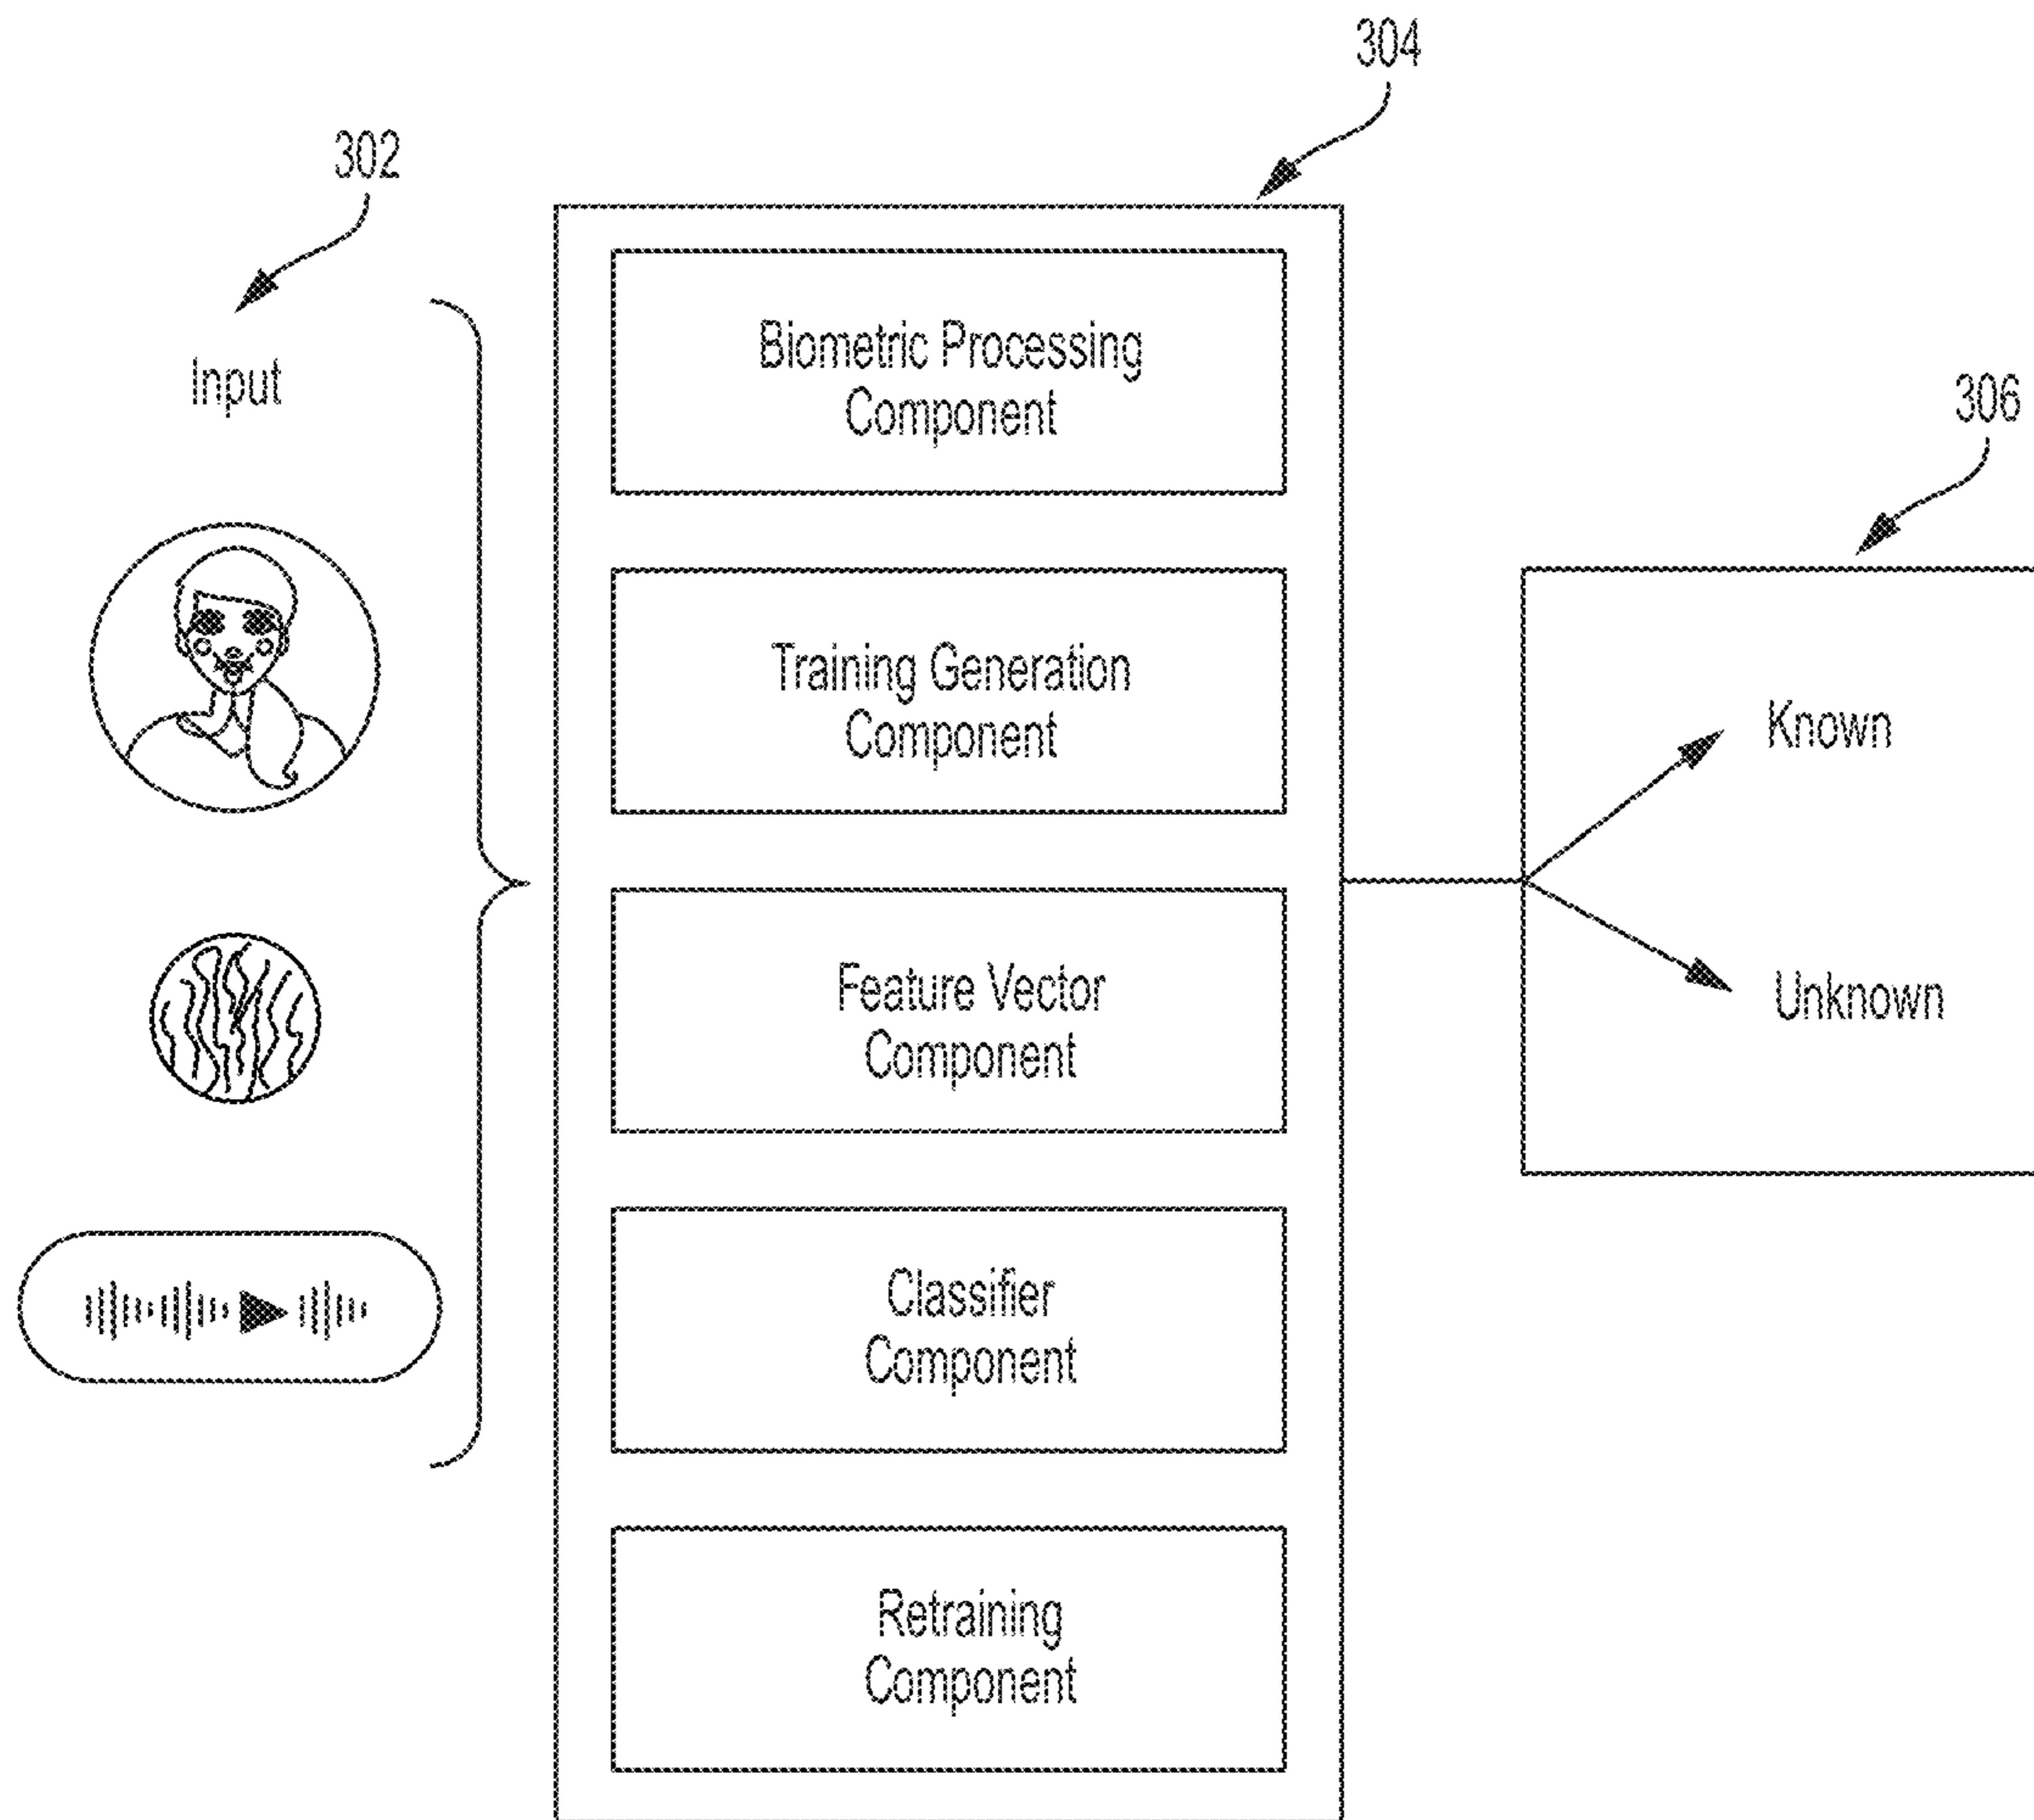 304
302
Input
Biometric Processing
Component
306
Training Generation
Component
Known
Feature Vector
Component
Unknown
Classifier
Component
Retraining
Component